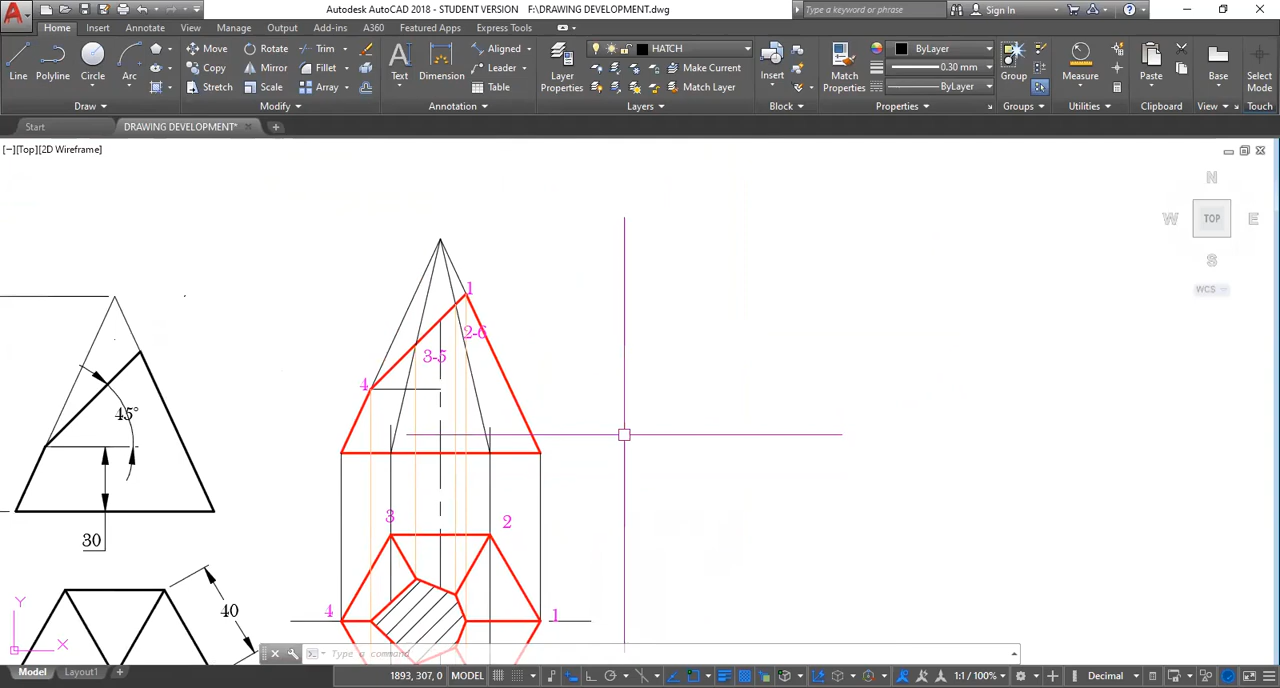 Autodesk AutoCAD 2018 - STUDENT VERSION F:\DRAWING DEVELOPMENT.dwg
Type a keyword or phrase
Sign In
Home Insert Annotate View Manage Output Add-ins A360 Featured Apps Express Tools
Line Polyline Circle Arc
Move Rotate Trim
Copy Mirror Fillet
Stretch Scale Array
Text Dimension
Aligned
Leader
Table
Layer Properties
HATCH
Make Current
Match Layer
Insert
Match Properties
ByLayer
0.30 mm
ByLayer
Group
Measure
Paste
Base
Select Mode
Draw Modify Annotation Layers Block Properties Groups Utilities Clipboard View Touch
Start DRAWING DEVELOPMENT*
[−][Top][2D Wireframe]
N
W TOP E
S
WCS
1
2-6
3-5
4
45°
30
3
2
40
4
1
Y
X
Type a command
Model Layout1
1893, 307, 0 MODEL
1:1 / 100%
Decimal